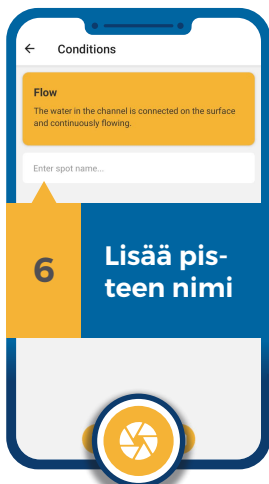 Conditions
Flow
The water in the channel is connected on the surface
and continuously flowing.
Enter spot name...
6
Lisää pis-
teen nimi